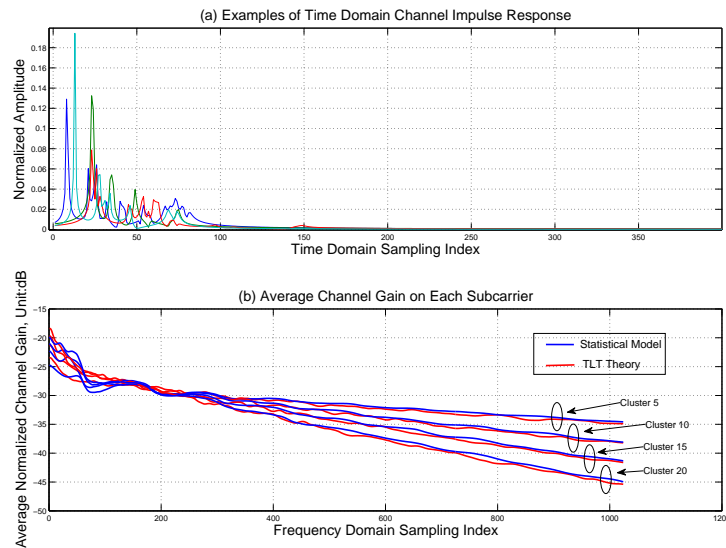 (a) Examples of Time Domain Channel Impulse Response
Normalized Amplitude
0.18
0.16
0.14
0.12
0.1
0.08
0.06
0.04
0.02
0
0
50
100
150
200
250
300
350
Time Domain Sampling Index
(b) Average Channel Gain on Each Subcarrier
Average Normalized Channel Gain, Unit:dB
−15
−20
−25
−30
−35
−40
−45
−50
Statistical Model
TLT Theory
Cluster 5
Cluster 10
Cluster 15
Cluster 20
0
200
400
600
800
1000
120
Frequency Domain Sampling Index